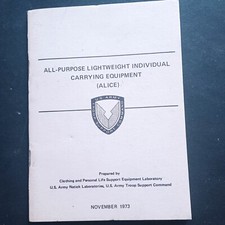 ALL-PURPOSE LIGHTWEIGHT INDIVIDUAL
CARRYING EQUIPMENT
(ALICE)
Prepared by
Clothing and Personal Life Support Equipment Laboratory
U.S. Army Natick Laboratories, U.S. Army Troop Support Command
NOVEMBER 1973